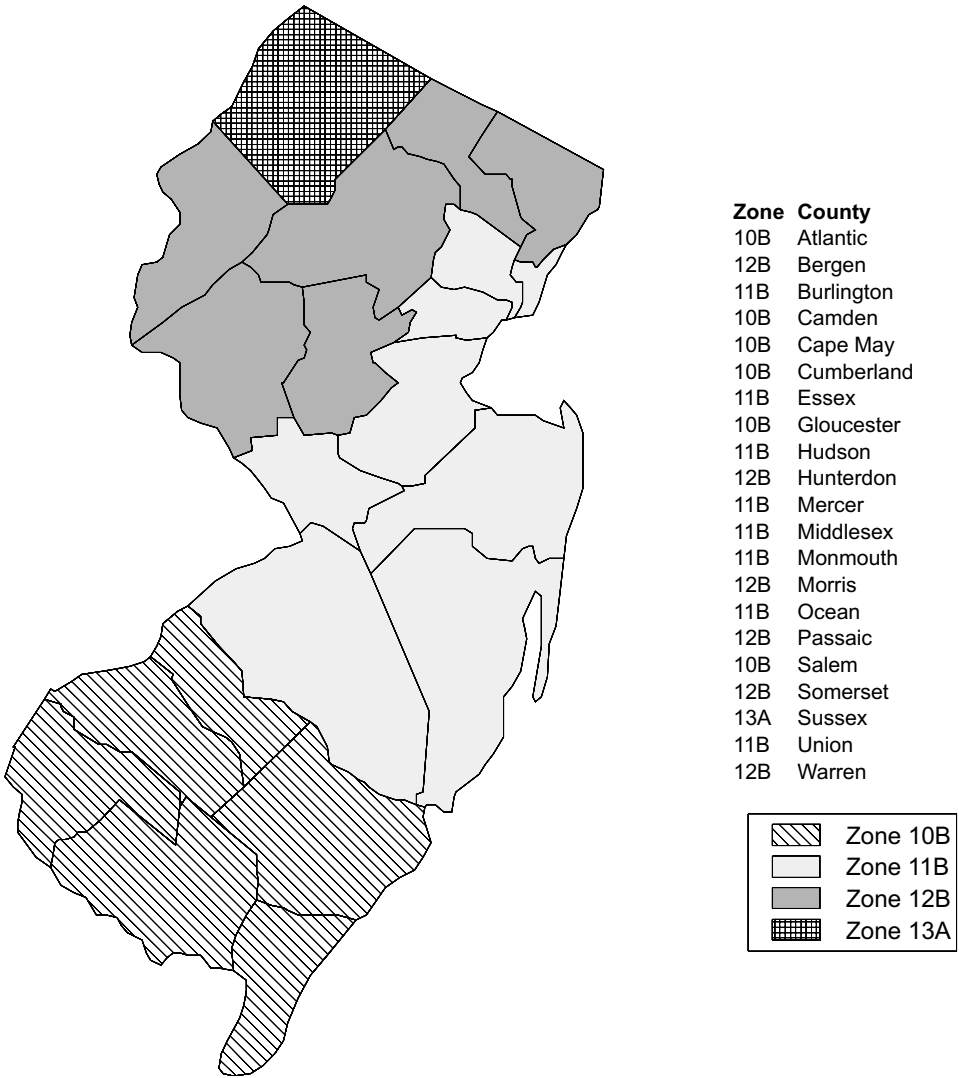 Zone County
10B Atlantic
12B Bergen
11B Burlington
10B Camden
10B Cape May
10B Cumberland
11B Essex
10B Gloucester
11B Hudson
12B Hunterdon
11B Mercer
11B Middlesex
11B Monmouth
12B Morris
11B Ocean
12B Passaic
10B Salem
12B Somerset
13A Sussex
11B Union
12B Warren
Zone 10B
Zone 11B
Zone 12B
Zone 13A